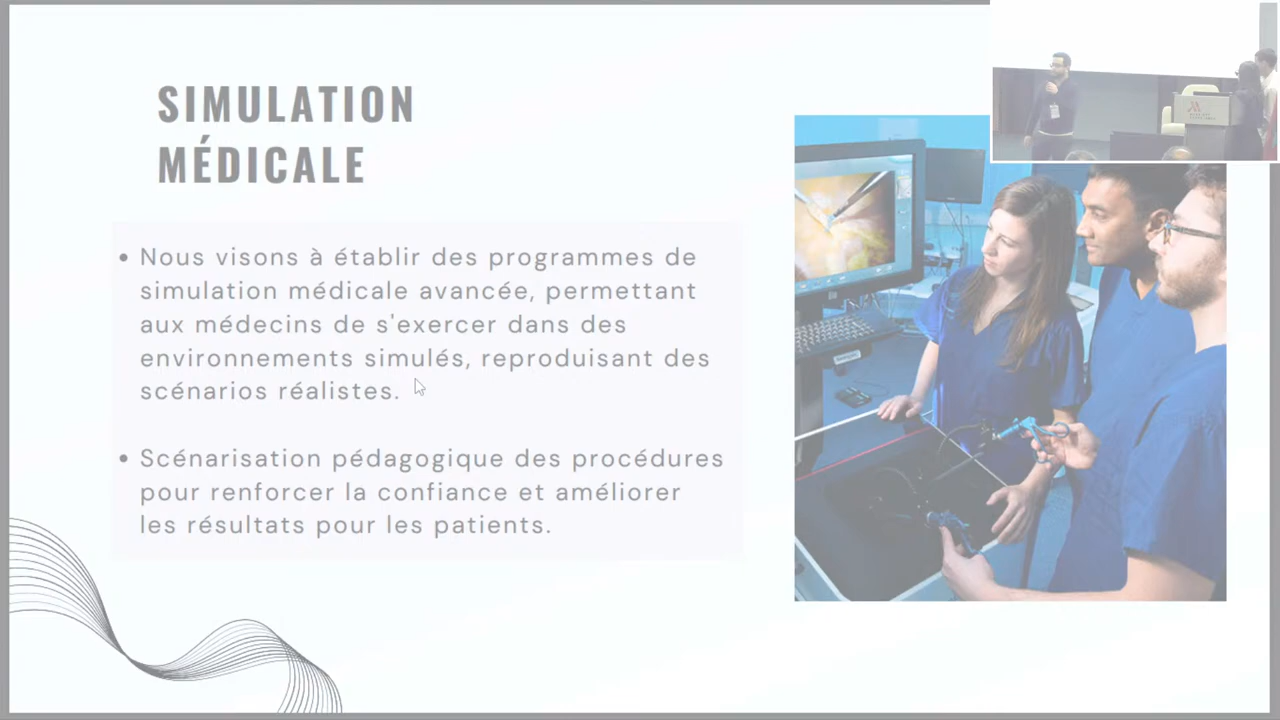 SIMULATION
MÉDICALE
• Nous visons à établir des programmes de
simulation médicale avancée, permettant
aux médecins de s'exercer dans des
environnements simulés, reproduisant des
scénarios réalistes.
• Scénarisation pédagogique des procédures
pour renforcer la confiance et améliorer
les résultats pour les patients.